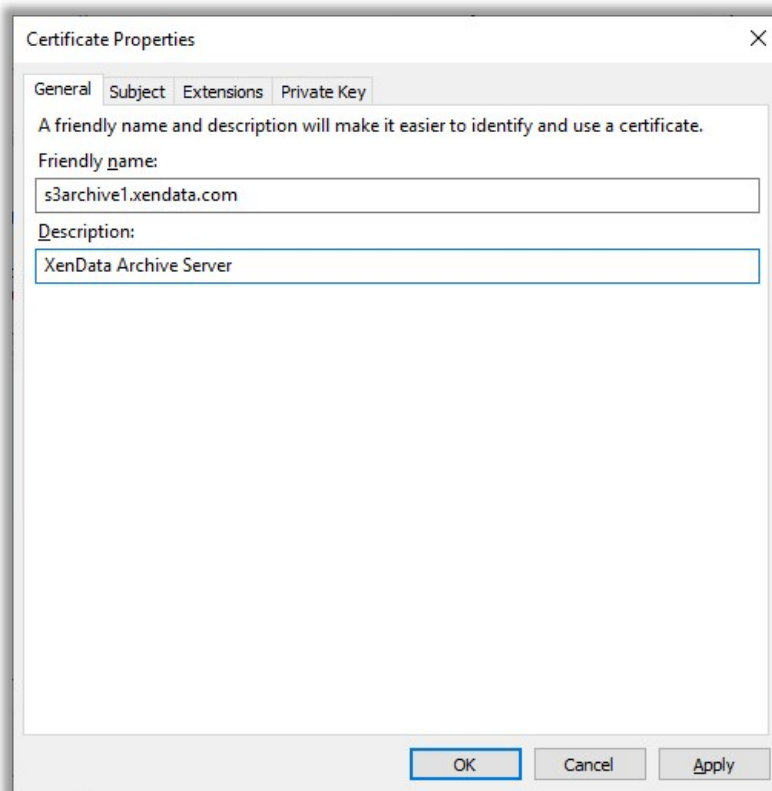 Certificate Properties
General Subject Extensions Private Key
A friendly name and description will make it easier to identify and use a certificate.
Friendly name:
s3archive1.xendata.com
Description:
XenData Archive Server
OK Cancel Apply